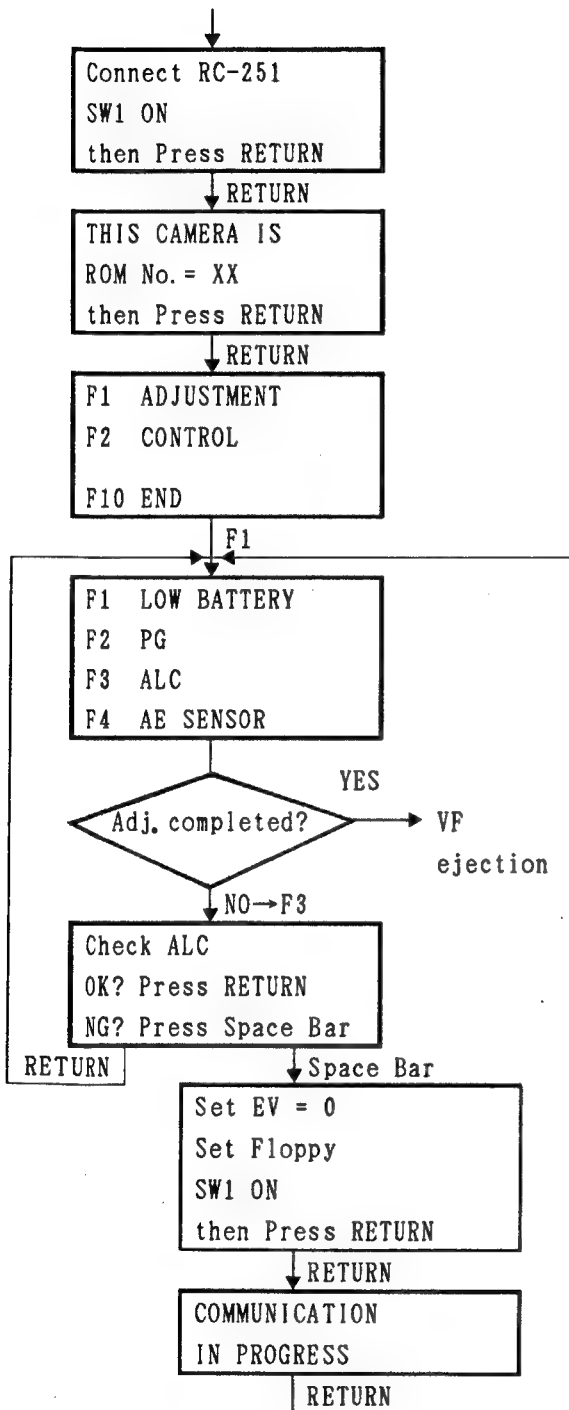 Connect RC-251
SW1 ON
then Press RETURN
RETURN
THIS CAMERA IS
ROM No.= XX
then Press RETURN
RETURN
F1 ADJUSTMENT
F2 CONTROL
F10 END
F1
F1 LOW BATTERY
F2 PG
F3 ALC
F4 AE SENSOR
YES
Adj. completed?
VF
ejection
NO→F3
Check ALC
OK? Press RETURN
NG? Press Space Bar
RETURN
Space Bar
Set EV = 0
Set Floppy
SW1 ON
then Press RETURN
RETURN
COMMUNICATION
IN PROGRESS
RETURN